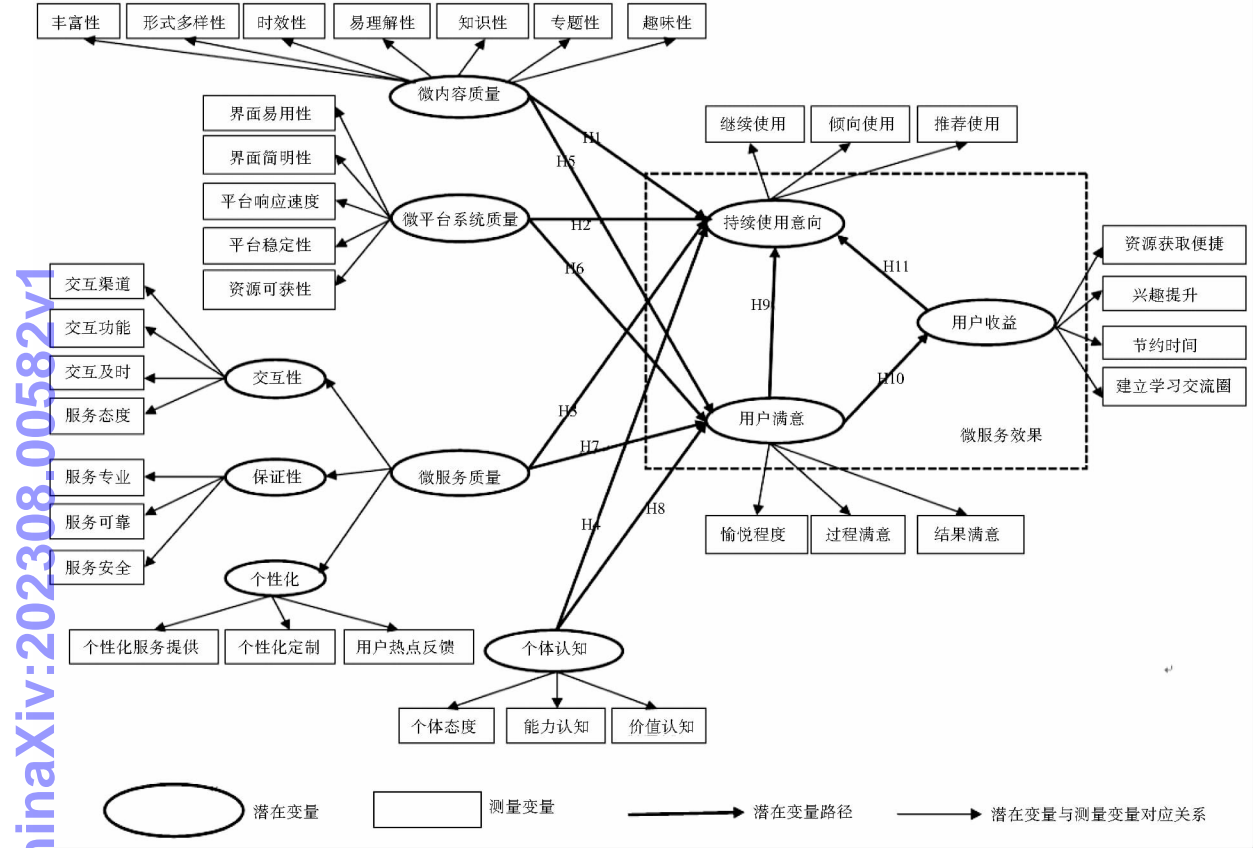 丰富性
形式多样性
时效性
易理解性
知识性
专题性
趣味性
微内容质量
界面易用性
界面简明性
平台响应速度
平台稳定性
资源可获性
微平台系统质量
H1
H5
H2
H6
继续使用
倾向使用
推荐使用
持续使用意向
H11
H9
用户收益
资源获取便捷
兴趣提升
节约时间
建立学习交流圈
H10
用户满意
微服务效果
交互渠道
交互功能
交互及时
服务态度
交互性
H3
H7
服务专业
服务可靠
服务安全
保证性
微服务质量
H4
H8
愉悦程度
过程满意
结果满意
个性化
个性化服务提供
个性化定制
用户热点反馈
个体认知
个体态度
能力认知
价值认知
潜在变量
测量变量
潜在变量路径
潜在变量与测量变量对应关系
inaXiv:202308.00582v1